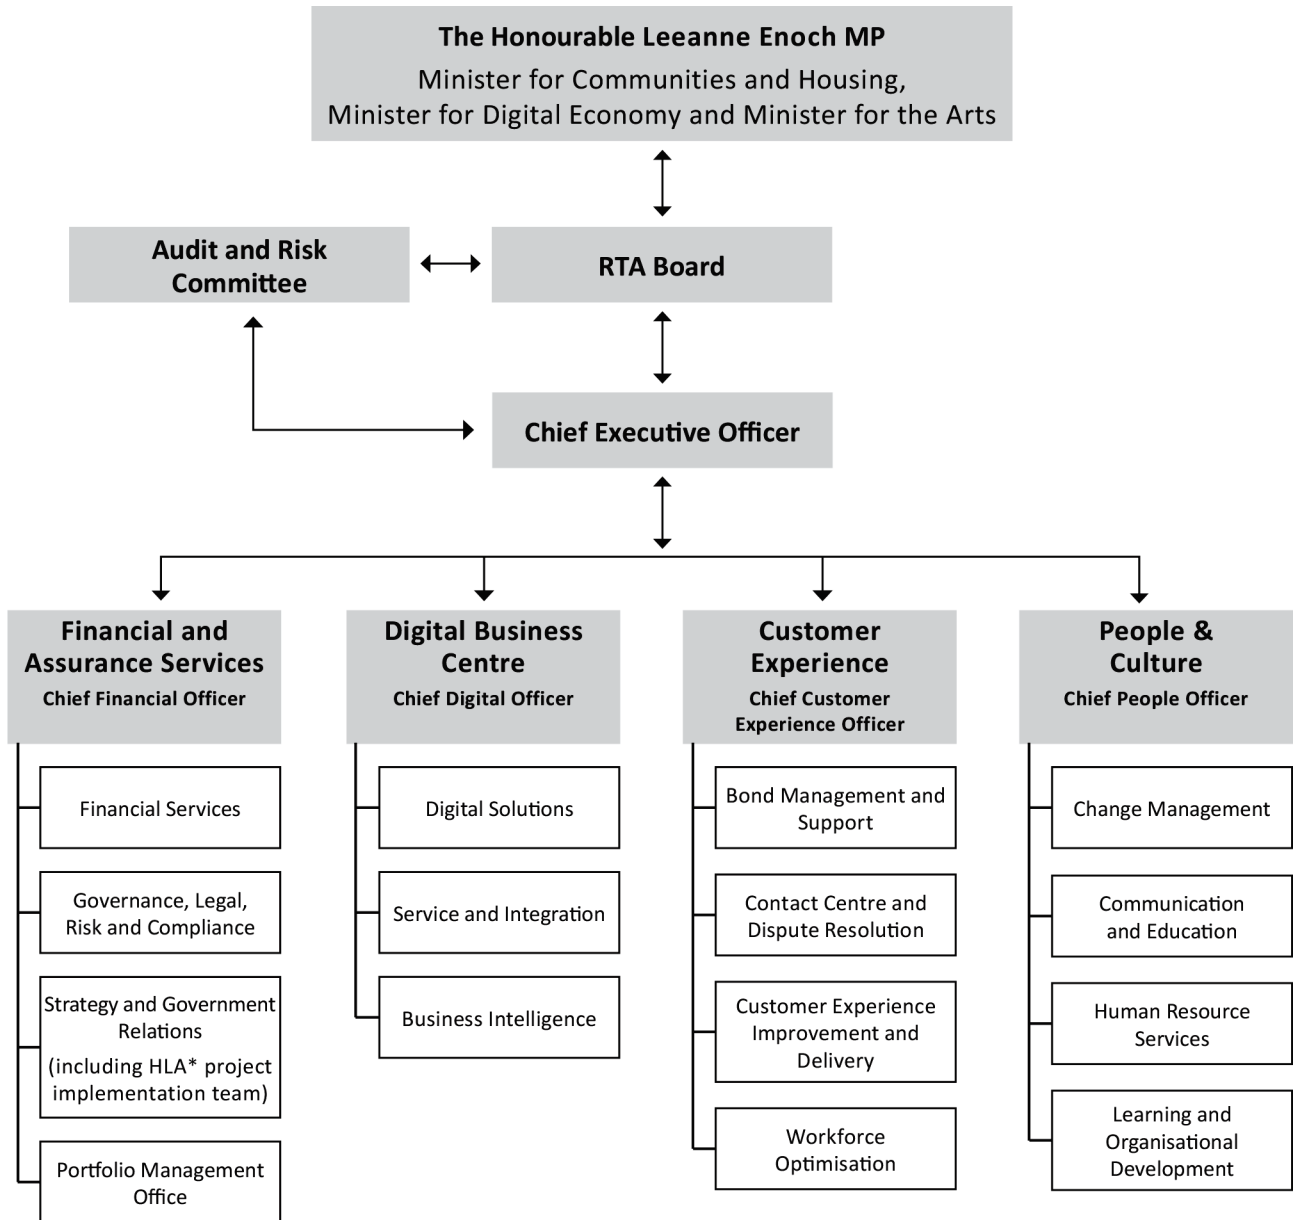 The Honourable Leeanne Enoch MP
Minister for Communities and Housing,
Minister for Digital Economy and Minister for the Arts
Audit and Risk
Committee
RTA Board
Chief Executive Officer
Financial and
Assurance Services
Chief Financial Officer
Financial Services
Governance, Legal,
Risk and Compliance
Strategy and Government
Relations
(including HLA* project
implementation team)
Portfolio Management
Office
Digital Business
Centre
Chief Digital Officer
Digital Solutions
Service and Integration
Business Intelligence
Customer
Experience
Chief Customer
Experience Officer
Bond Management and
Support
Contact Centre and
Dispute Resolution
Customer Experience
Improvement and
Delivery
Workforce
Optimisation
People &
Culture
Chief People Officer
Change Management
Communication
and Education
Human Resource
Services
Learning and
Organisational
Development